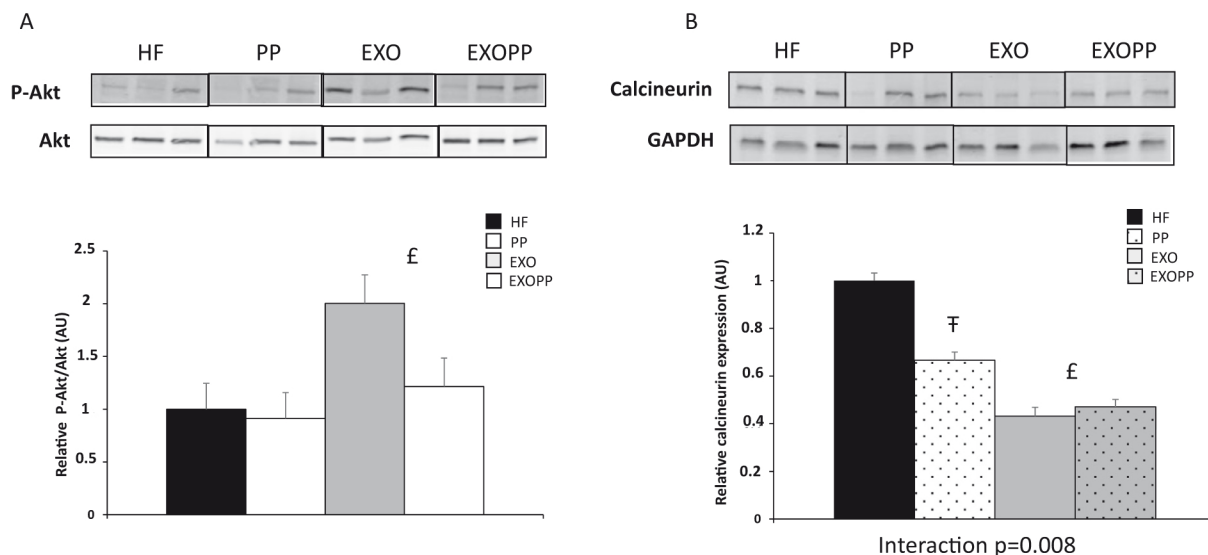 A
HF PP EXO EXOPP
P-Akt
Akt
HF
PP
EXO
EXOPP
£
2.5
2
1.5
1
0.5
0
Relative P-Akt/Akt (AU)
B
HF PP EXO EXOPP
Calcineurin
GAPDH
HF
PP
EXO
EXOPP
1.2
1
0.8
0.6
0.4
0.2
0
Ŧ
£
Relative calcineurin expression (AU)
Interaction p=0.008